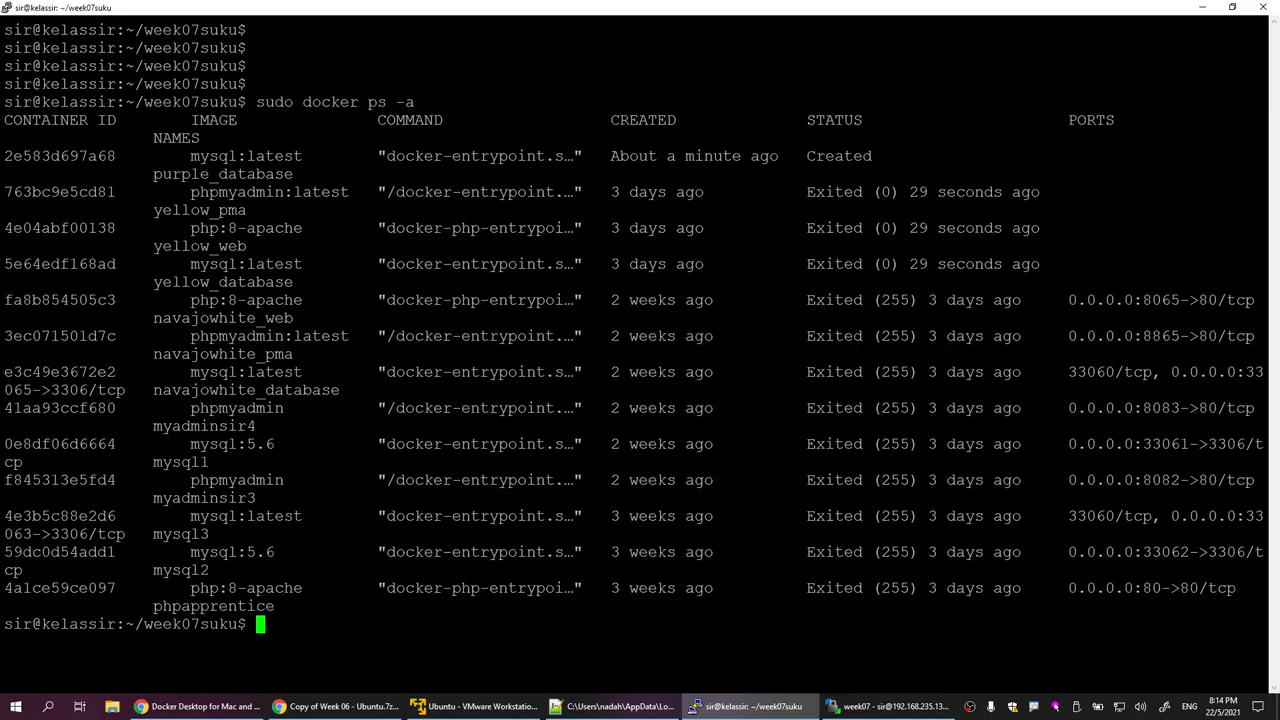 sir@kelassir: ~/week07suku
sir@kelassir:~/week07suku$
sir@kelassir:~/week07suku$
sir@kelassir:~/week07suku$
sir@kelassir:~/week07suku$
sir@kelassir:~/week07suku$ sudo docker ps -a
CONTAINER ID IMAGE COMMAND CREATED STATUS PORTS
NAMES
2e583d697a68 mysql:latest "docker-entrypoint.s…" About a minute ago Created
purple_database
763bc9e5cd81 phpmyadmin:latest "/docker-entrypoint.…" 3 days ago Exited (0) 29 seconds ago
yellow_pma
4e04abf00138 php:8-apache "docker-php-entrypoi…" 3 days ago Exited (0) 29 seconds ago
yellow_web
5e64edf168ad mysql:latest "docker-entrypoint.s…" 3 days ago Exited (0) 29 seconds ago
yellow_database
fa8b854505c3 php:8-apache "docker-php-entrypoi…" 2 weeks ago Exited (255) 3 days ago 0.0.0.0:8065->80/tcp
navajowhite_web
3ec071501d7c phpmyadmin:latest "/docker-entrypoint.…" 2 weeks ago Exited (255) 3 days ago 0.0.0.0:8865->80/tcp
navajowhite_pma
e3c49e3672e2 mysql:latest "docker-entrypoint.s…" 2 weeks ago Exited (255) 3 days ago 33060/tcp, 0.0.0.0:33
065->3306/tcp navajowhite_database
41aa93ccf680 phpmyadmin "/docker-entrypoint.…" 2 weeks ago Exited (255) 3 days ago 0.0.0.0:8083->80/tcp
myadminsir4
0e8df06d6664 mysql:5.6 "docker-entrypoint.s…" 2 weeks ago Exited (255) 3 days ago 0.0.0.0:33061->3306/t
cp mysql1
f845313e5fd4 phpmyadmin "/docker-entrypoint.…" 2 weeks ago Exited (255) 3 days ago 0.0.0.0:8082->80/tcp
myadminsir3
4e3b5c88e2d6 mysql:latest "docker-entrypoint.s…" 3 weeks ago Exited (255) 3 days ago 33060/tcp, 0.0.0.0:33
063->3306/tcp mysql3
59dc0d54add1 mysql:5.6 "docker-entrypoint.s…" 3 weeks ago Exited (255) 3 days ago 0.0.0.0:33062->3306/t
cp mysql2
4a1ce59ce097 php:8-apache "docker-php-entrypoi…" 3 weeks ago Exited (255) 3 days ago 0.0.0.0:80->80/tcp
phpapprentice
sir@kelassir:~/week07suku$
Docker Desktop for Mac and ... Copy of Week 06 - Ubuntu.7z... Ubuntu - VMware Workstatio... C:\Users\nadah\AppData\Lo... sir@kelassir: ~/week07suku week07 - sir@192.168.235.13... ENG 8:14 PM
22/5/2021